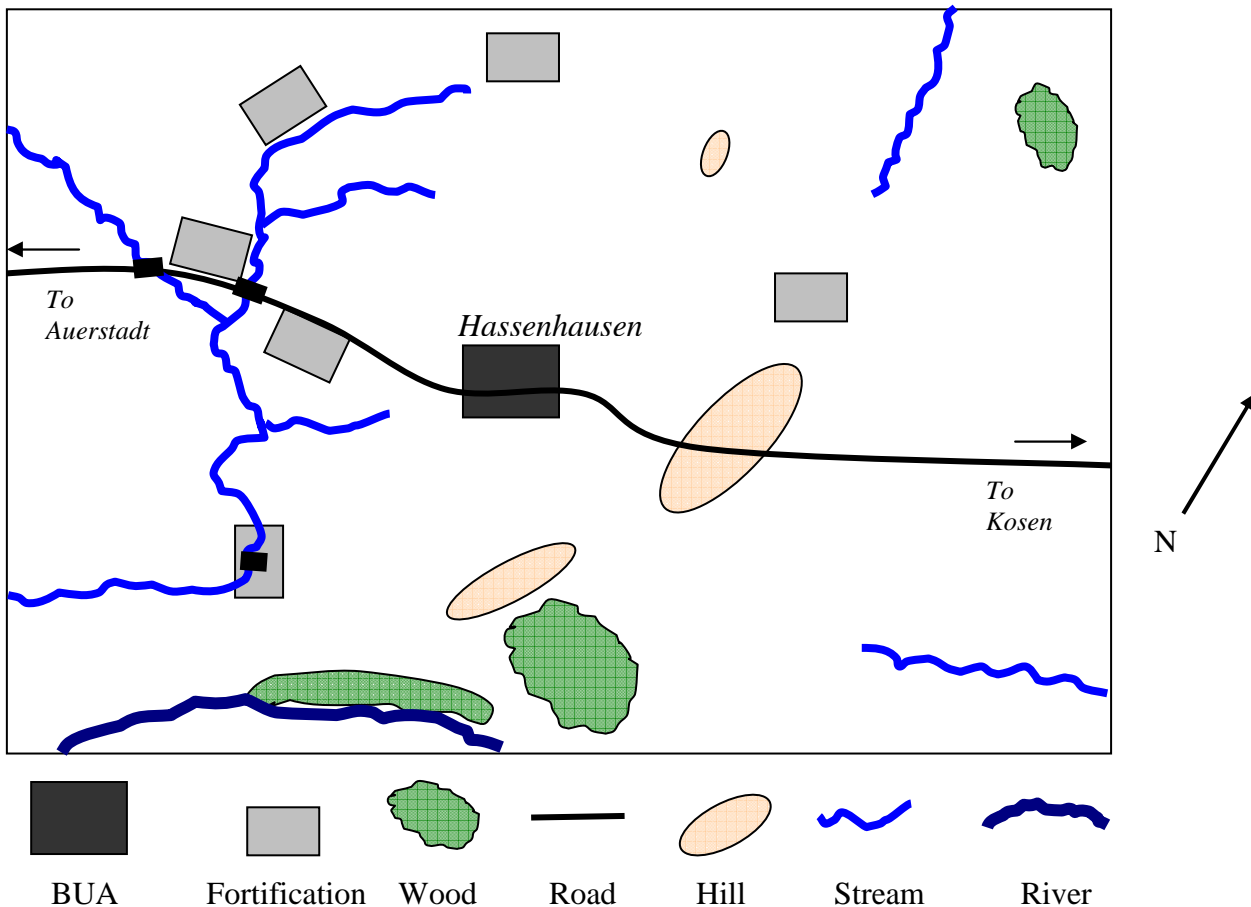 Hassenhausen
To
Auerstadt
To
Kosen
N
BUA Fortification Wood Road Hill Stream River